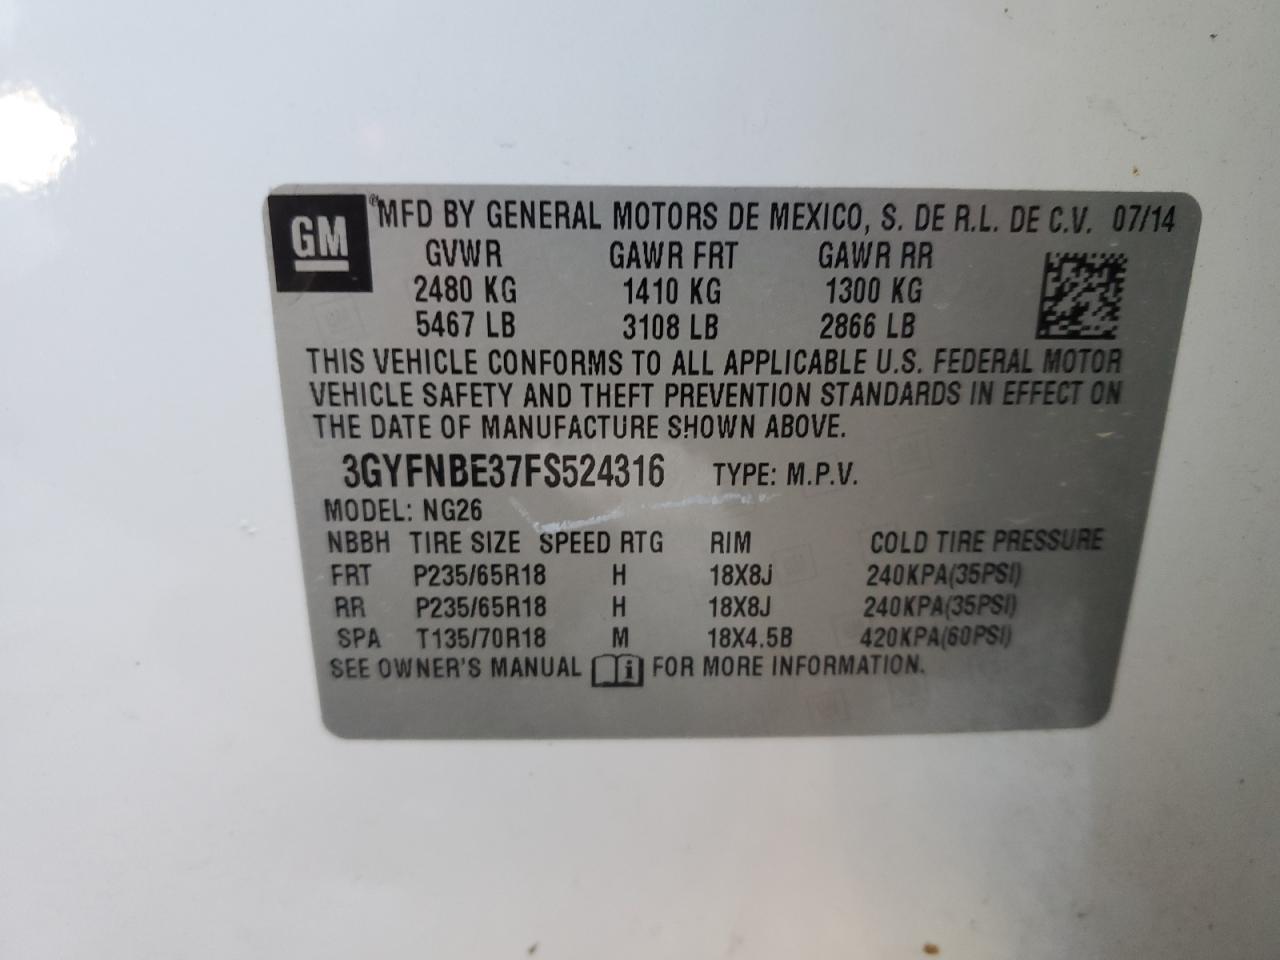 GM ® MFD BY GENERAL MOTORS DE MEXICO, S. DE R.L. DE C.V. 07/14
GVWR GAWR FRT GAWR RR
2480 KG 1410 KG 1300 KG
5467 LB 3108 LB 2866 LB
THIS VEHICLE CONFORMS TO ALL APPLICABLE U.S. FEDERAL MOTOR
VEHICLE SAFETY AND THEFT PREVENTION STANDARDS IN EFFECT ON
THE DATE OF MANUFACTURE SHOWN ABOVE.
3GYFNBE37FS524316 TYPE: M.P.V.
MODEL: NG26
NBBH TIRE SIZE SPEED RTG RIM COLD TIRE PRESSURE
FRT P235/65R18 H 18X8J 240KPA(35PSI)
RR P235/65R18 H 18X8J 240KPA(35PSI)
SPA T135/70R18 M 18X4.5B 420KPA(60PSI)
SEE OWNER'S MANUAL i FOR MORE INFORMATION.